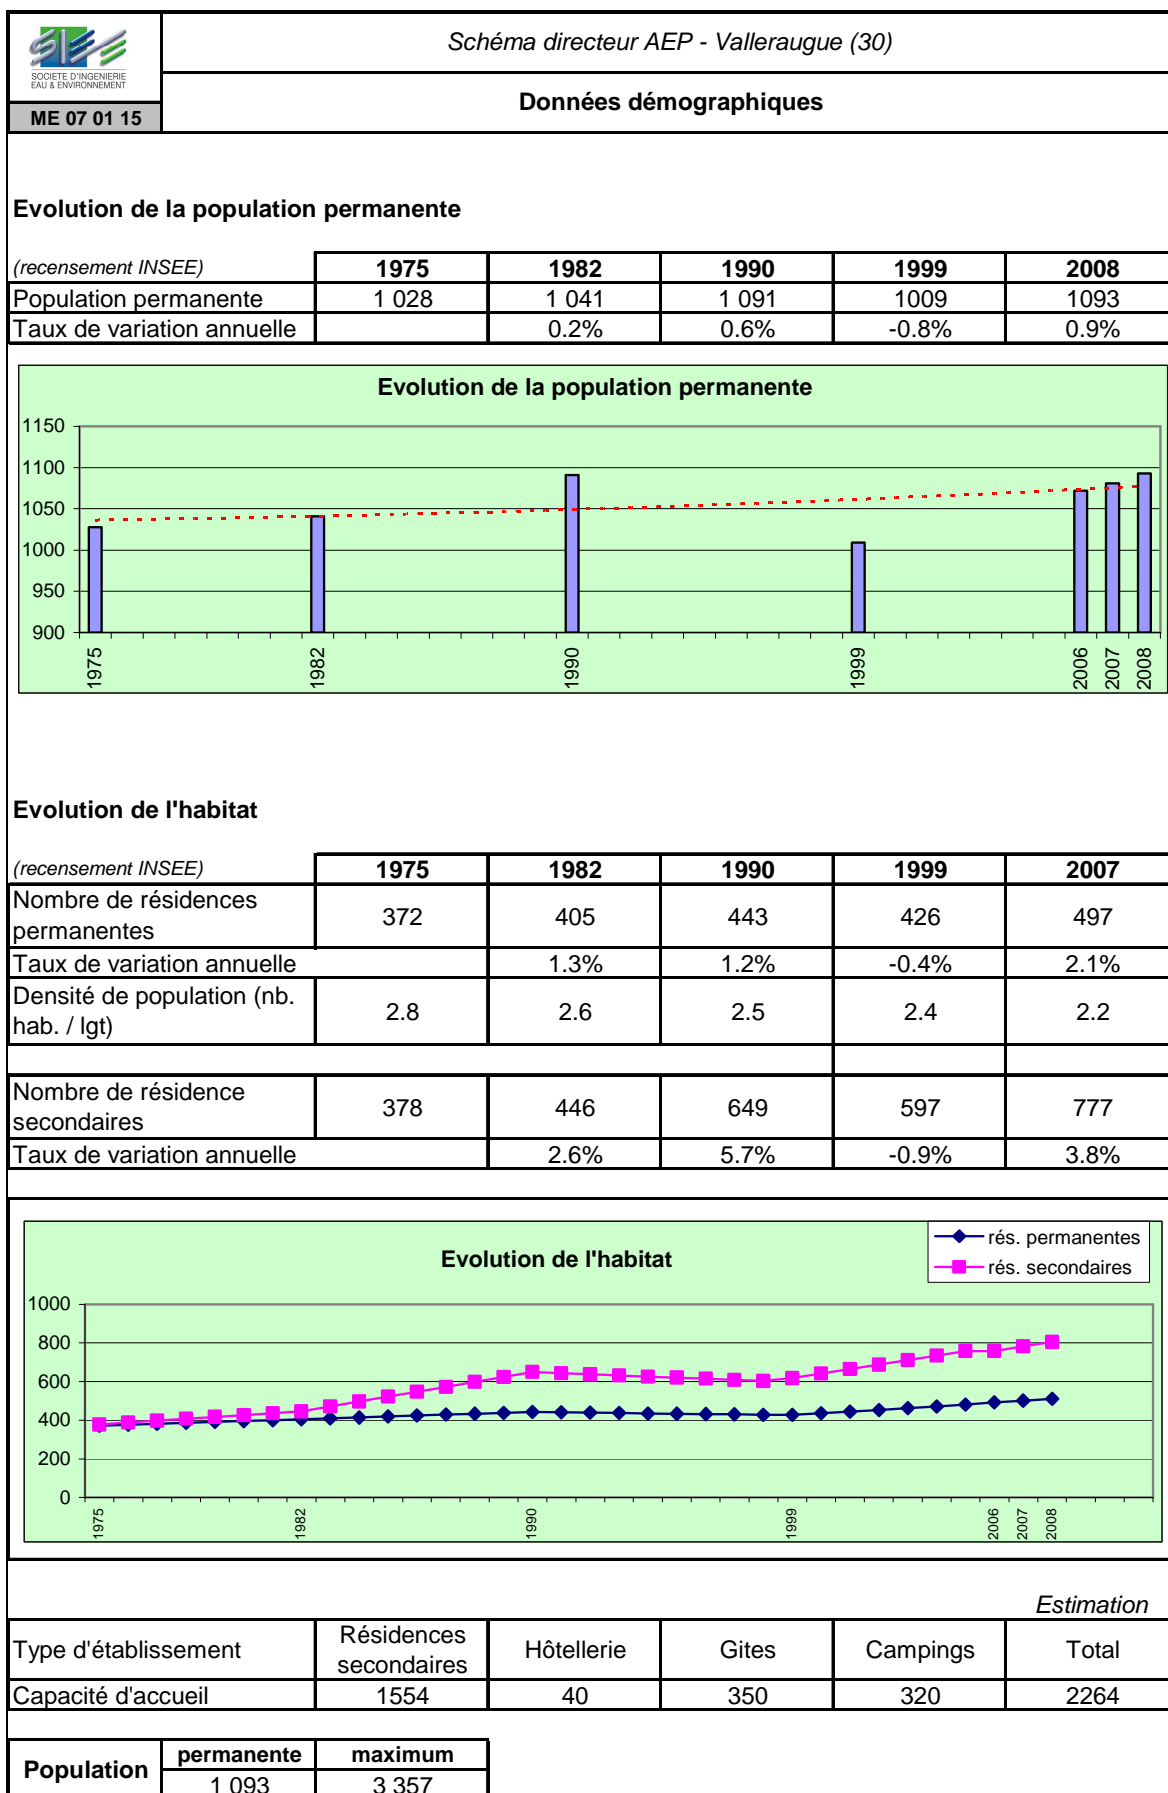 SIEE
SOCIETE D'INGENIERIE
EAU & ENVIRONNEMENT
ME 07 01 15
Schéma directeur AEP - Valleraugue (30)
Données démographiques
Evolution de la population permanente
(recensement INSEE) 1975 1982 1990 1999 2008
Population permanente 1 028 1 041 1 091 1009 1093
Taux de variation annuelle 0.2% 0.6% -0.8% 0.9%
Evolution de la population permanente
1150
1100
1050
1000
950
900
1975 1982 1990 1999 2006 2007 2008
Evolution de l'habitat
(recensement INSEE) 1975 1982 1990 1999 2007
Nombre de résidences
permanentes 372 405 443 426 497
Taux de variation annuelle 1.3% 1.2% -0.4% 2.1%
Densité de population (nb.
hab. / lgt) 2.8 2.6 2.5 2.4 2.2
Nombre de résidence
secondaires 378 446 649 597 777
Taux de variation annuelle 2.6% 5.7% -0.9% 3.8%
Evolution de l'habitat
rés. permanentes
rés. secondaires
1000
800
600
400
200
0
1975 1982 1990 1999 2006 2007 2008
Estimation
Type d'établissement Résidences secondaires Hôtellerie Gites Campings Total
Capacité d'accueil 1554 40 350 320 2264
Population permanente maximum
1 093 3 357